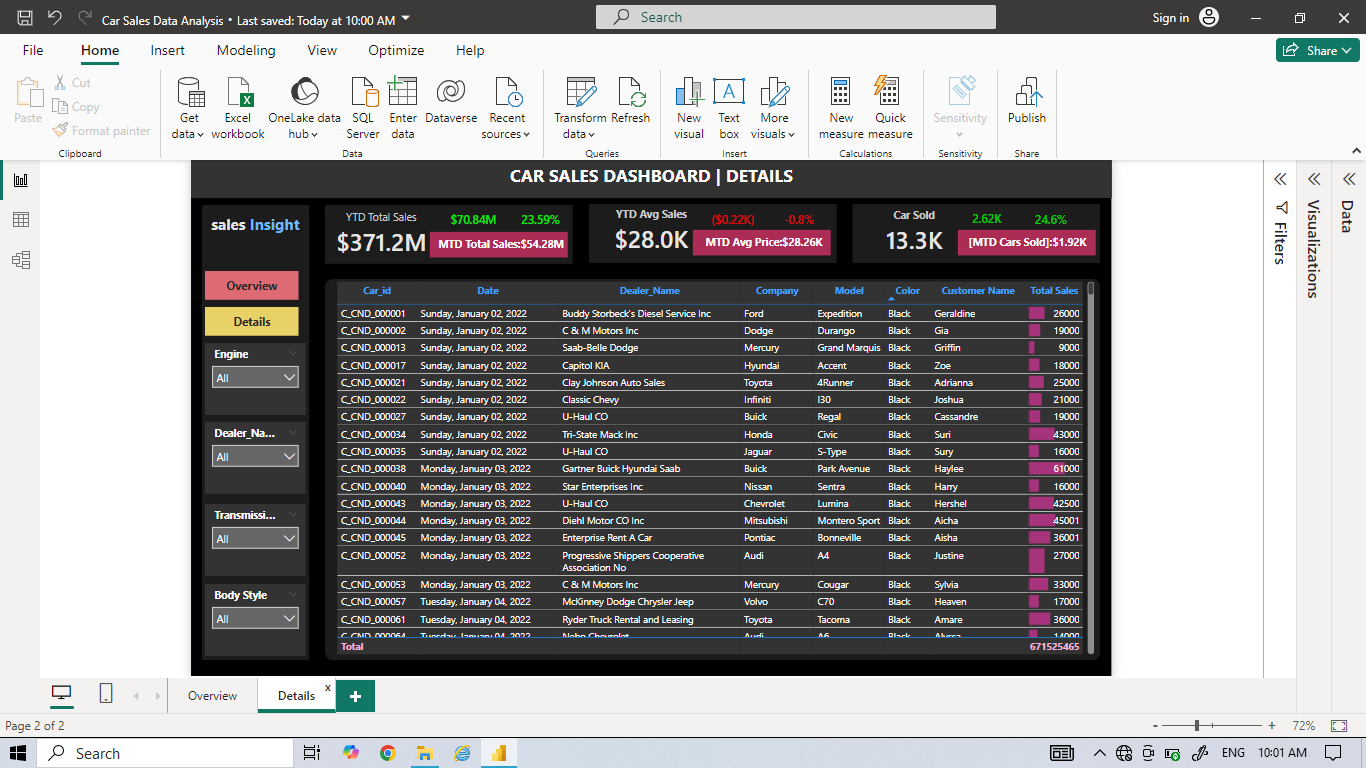 Car Sales Data Analysis • Last saved: Today at 10:00 AM
Search
Sign in
File Home Insert Modeling View Optimize Help
Share
Paste
Cut
Copy
Format painter
Clipboard
Get data
Excel workbook
OneLake data hub
SQL Server
Enter data
Dataverse
Recent sources
Data
Transform data
Refresh
Queries
New visual
Text box
More visuals
Insert
New measure
Quick measure
Calculations
Sensitivity
Sensitivity
Publish
Share
CAR SALES DASHBOARD | DETAILS
sales Insight
YTD Total Sales
$70.84M 23.59%
$371.2M
MTD Total Sales:$54.28M
YTD Avg Sales
($0.22K) -0.8%
$28.0K
MTD Avg Price:$28.26K
Car Sold
2.62K 24.6%
13.3K
[MTD Cars Sold]:$1.92K
Overview
Details
Engine
All
Dealer_Na...
All
Transmissi...
All
Body Style
All
Car_id Date Dealer_Name Company Model Color Customer Name Total Sales
C_CND_000001 Sunday, January 02, 2022 Buddy Storbeck's Diesel Service Inc Ford Expedition Black Geraldine 26000
C_CND_000002 Sunday, January 02, 2022 C & M Motors Inc Dodge Durango Black Gia 19000
C_CND_000013 Sunday, January 02, 2022 Saab-Belle Dodge Mercury Grand Marquis Black Griffin 9000
C_CND_000017 Sunday, January 02, 2022 Capitol KIA Hyundai Accent Black Zoe 18000
C_CND_000021 Sunday, January 02, 2022 Clay Johnson Auto Sales Toyota 4Runner Black Adrianna 25000
C_CND_000022 Sunday, January 02, 2022 Classic Chevy Infiniti I30 Black Joshua 21000
C_CND_000027 Sunday, January 02, 2022 U-Haul CO Buick Regal Black Cassandre 19000
C_CND_000034 Sunday, January 02, 2022 Tri-State Mack Inc Honda Civic Black Suri 43000
C_CND_000035 Sunday, January 02, 2022 U-Haul CO Jaguar S-Type Black Sury 16000
C_CND_000038 Monday, January 03, 2022 Gartner Buick Hyundai Saab Buick Park Avenue Black Haylee 61000
C_CND_000040 Monday, January 03, 2022 Star Enterprises Inc Nissan Sentra Black Harry 16000
C_CND_000043 Monday, January 03, 2022 U-Haul CO Chevrolet Lumina Black Hershel 42500
C_CND_000044 Monday, January 03, 2022 Diehl Motor CO Inc Mitsubishi Montero Sport Black Aicha 45001
C_CND_000045 Monday, January 03, 2022 Enterprise Rent A Car Pontiac Bonneville Black Aisha 36001
C_CND_000052 Monday, January 03, 2022 Progressive Shippers Cooperative Association No Audi A4 Black Justine 27000
C_CND_000053 Monday, January 03, 2022 C & M Motors Inc Mercury Cougar Black Sylvia 33000
C_CND_000057 Tuesday, January 04, 2022 McKinney Dodge Chrysler Jeep Volvo C70 Black Heaven 17000
C_CND_000061 Tuesday, January 04, 2022 Ryder Truck Rental and Leasing Toyota Tacoma Black Amare 36000
C_CND_000064 Tuesday, January 04, 2022 Nebo Chevrolet Audi A6 Black Alyssa 14000
Total 671525465
Filters
Visualizations
Data
Overview
Details x
+
Page 2 of 2
- + 72%
Search
ENG 10:01 AM